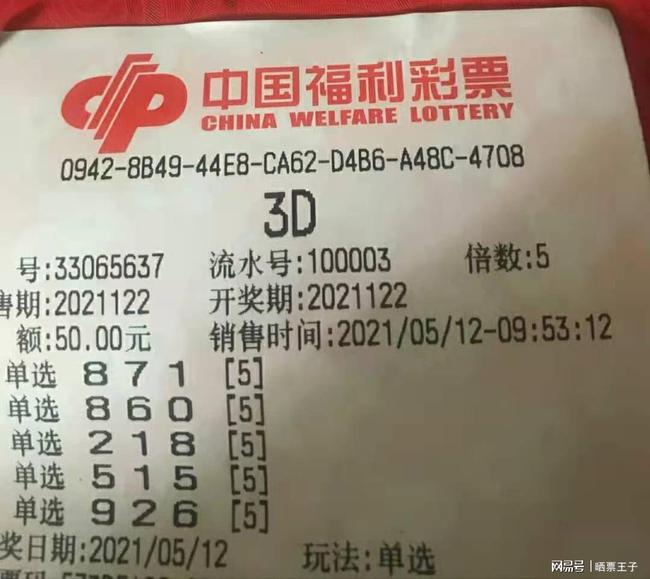 中国福利彩票
CHINA WELFARE LOTTERY
0942-8B49-44E8-CA62-D4B6-A48C-4708
3D
号:33065637 流水号:100003 倍数:5
售期:2021122 开奖期:2021122
额:50.00元 销售时间:2021/05/12-09:53:12
单选 8 7 1 [5]
单选 8 6 0 [5]
单选 2 1 8 [5]
单选 5 1 5 [5]
单选 9 2 6 [5]
奖日期:2021/05/12 玩法:单选
网易号 | 晒票王子